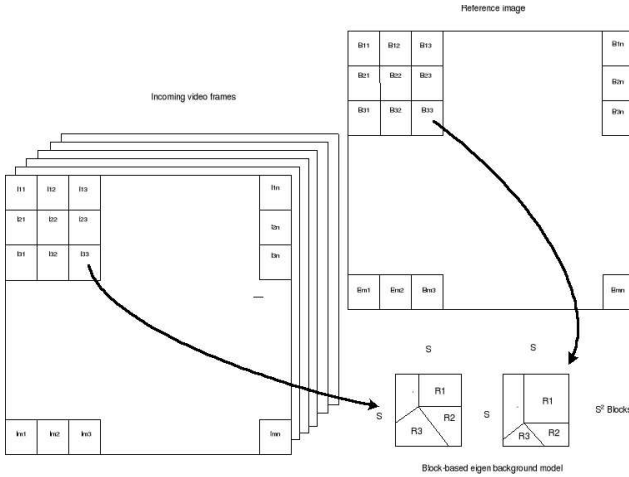 Reference image
B11 B12 B13 B1n
B21 B22 B23 B2n
B31 B32 B33 B3n
Bm1 Bm2 Bm3 Bmn
Incoming video frames
I11 I12 I13 I1n
I21 I22 I23 I2n
I31 I32 I33 I3n
Im1 Im2 Im3 Imn
S S
S R1 R2 R3 S R1 R2 R3 S² Blocks
Block-based eigen background model